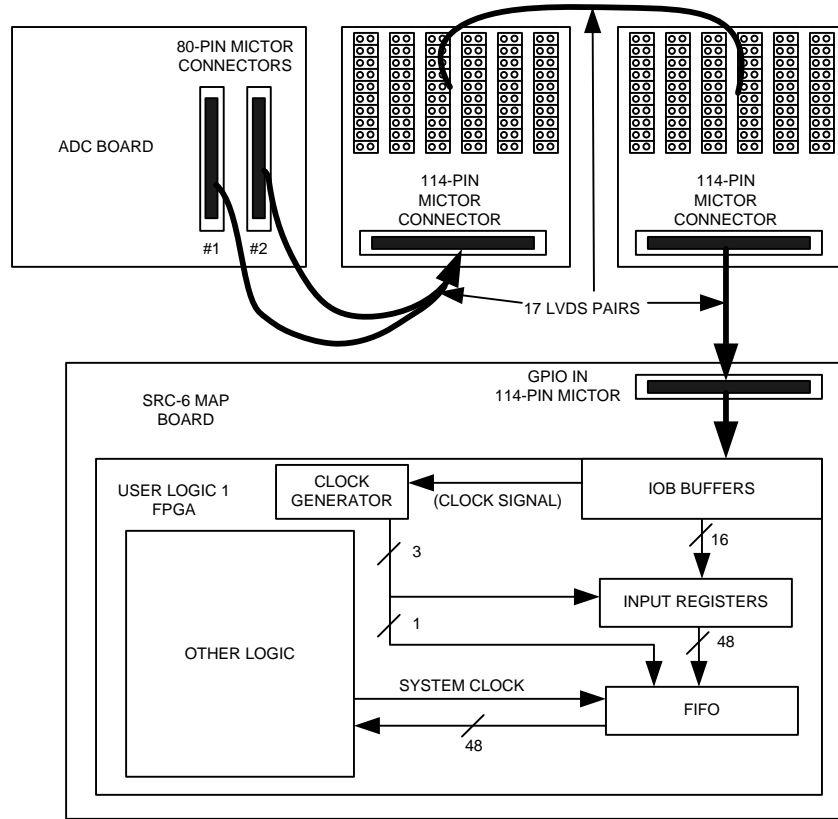 80-PIN MICTOR
CONNECTORS
ADC BOARD
#1
#2
114-PIN
MICTOR
CONNECTOR
114-PIN
MICTOR
CONNECTOR
17 LVDS PAIRS
GPIO IN
114-PIN MICTOR
SRC-6 MAP
BOARD
USER LOGIC 1
FPGA
CLOCK
GENERATOR
(CLOCK SIGNAL)
IOB BUFFERS
3
16
INPUT REGISTERS
1
48
OTHER LOGIC
SYSTEM CLOCK
FIFO
48